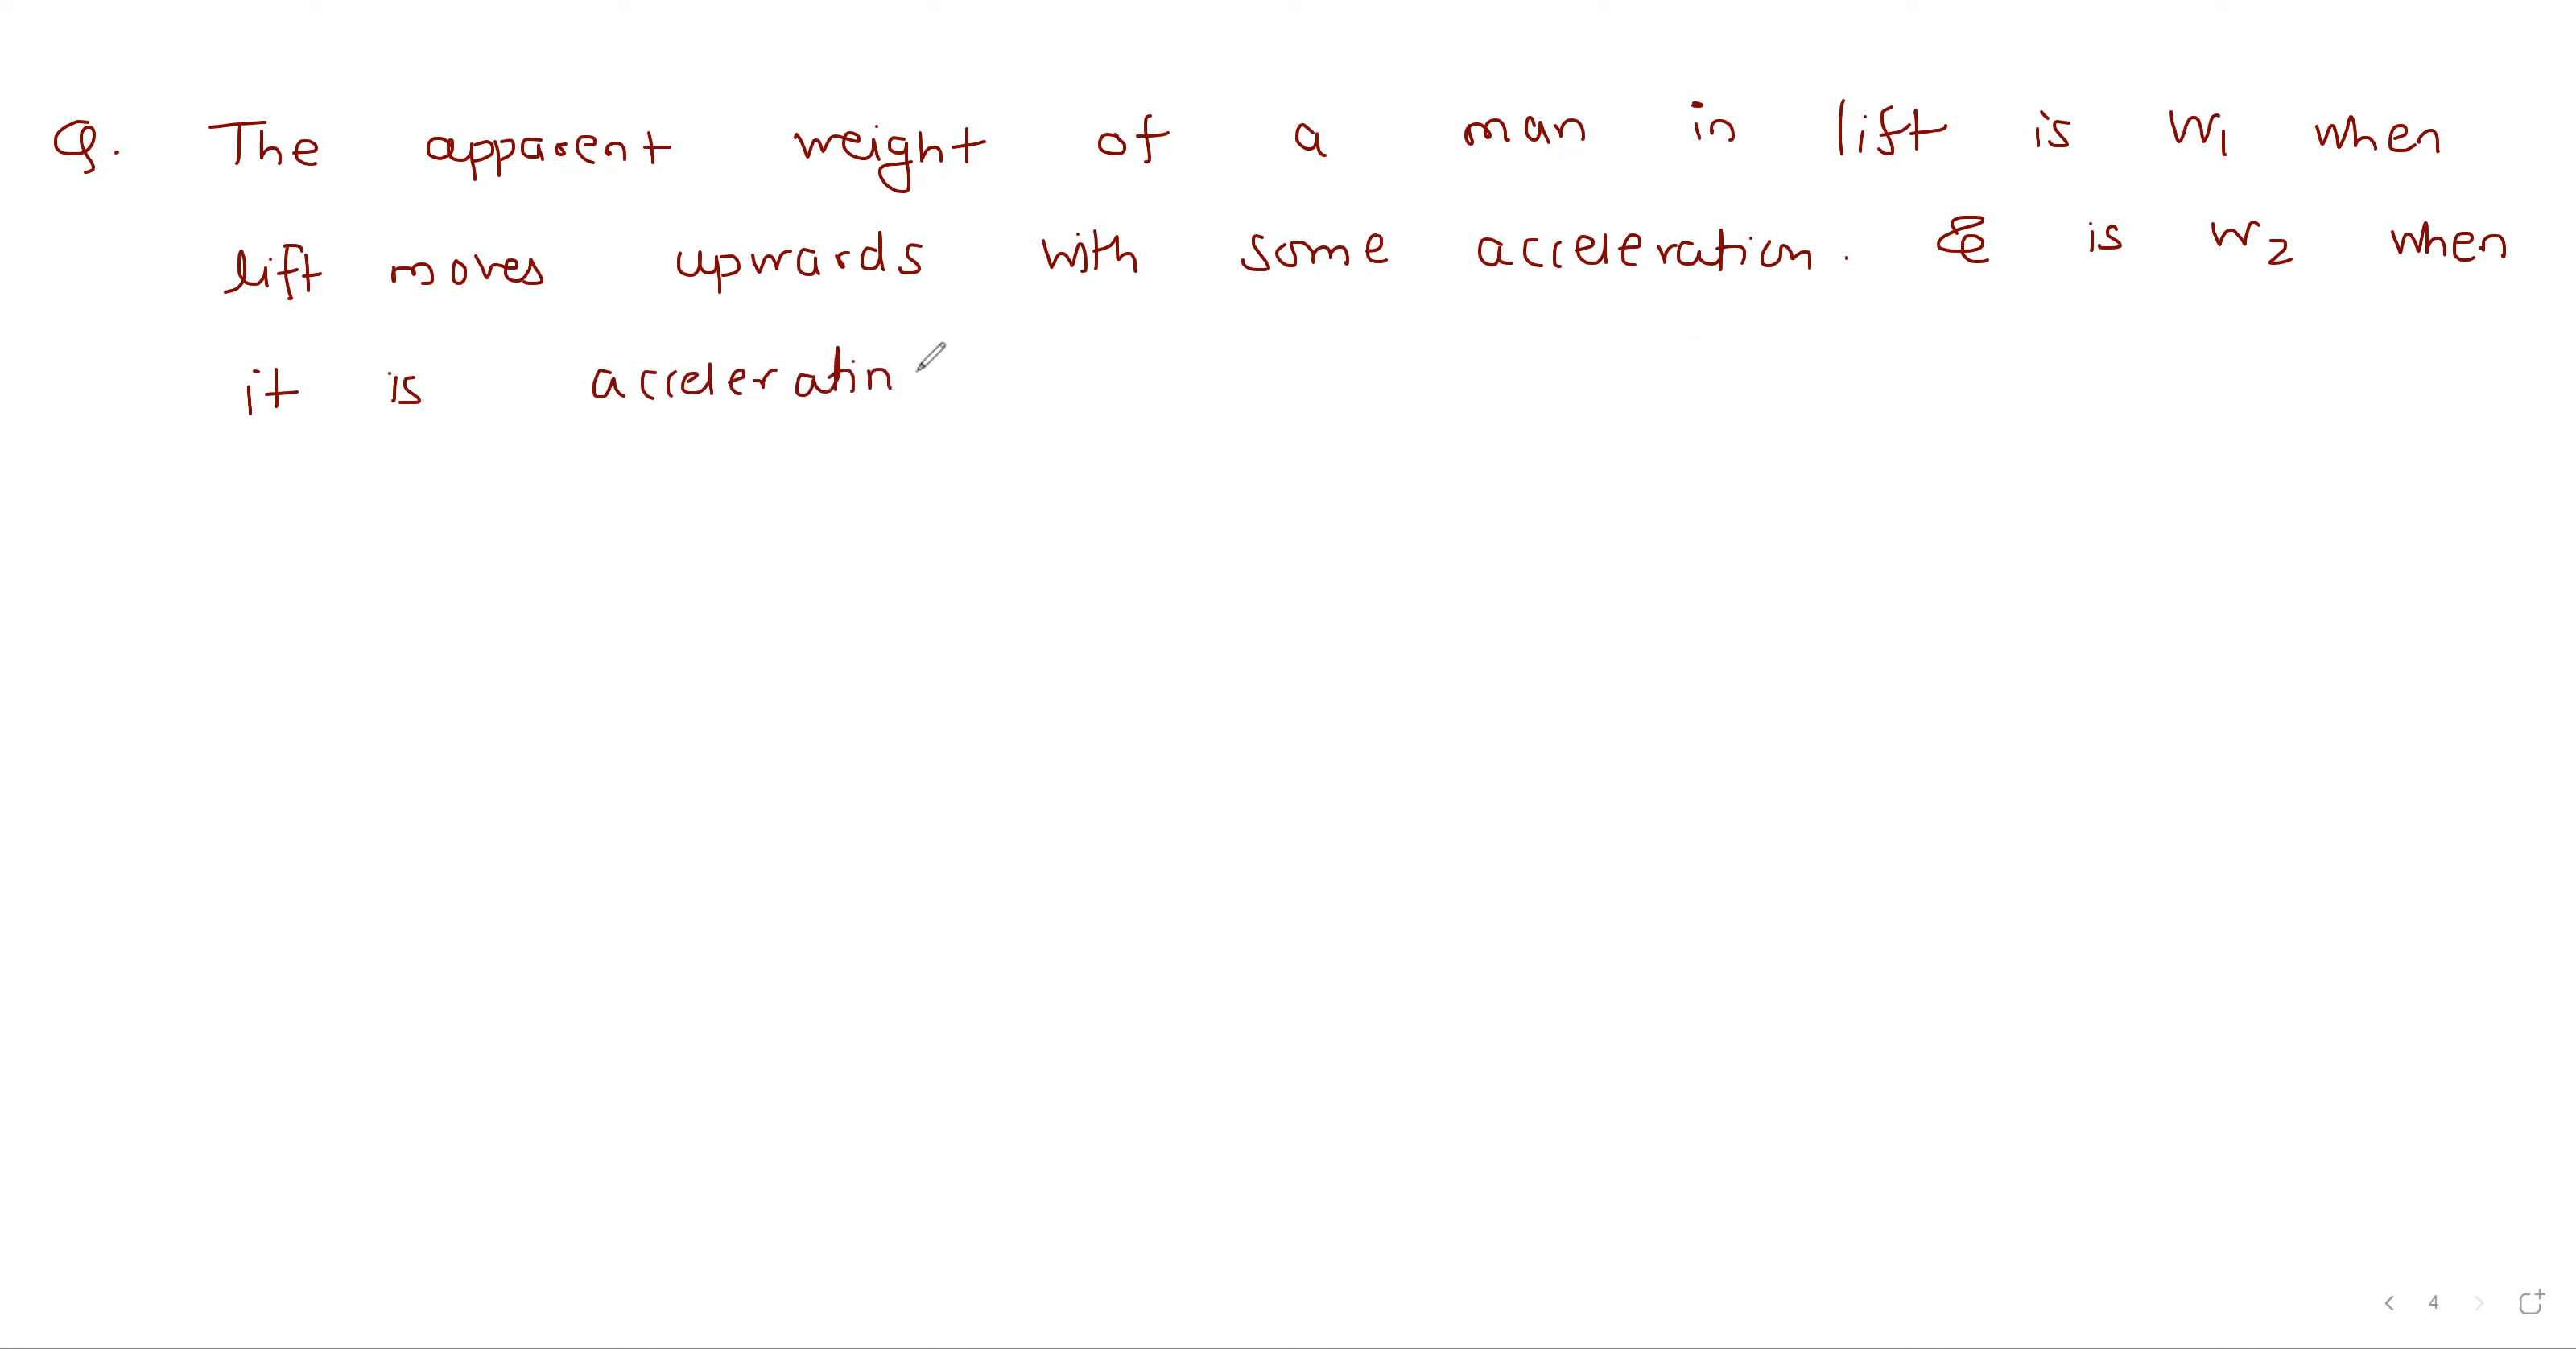 Q. The apparent weight of a man in lift is W1 when
lift moves upwards with some acceleration. & is W2 when
it is acceleratin
4